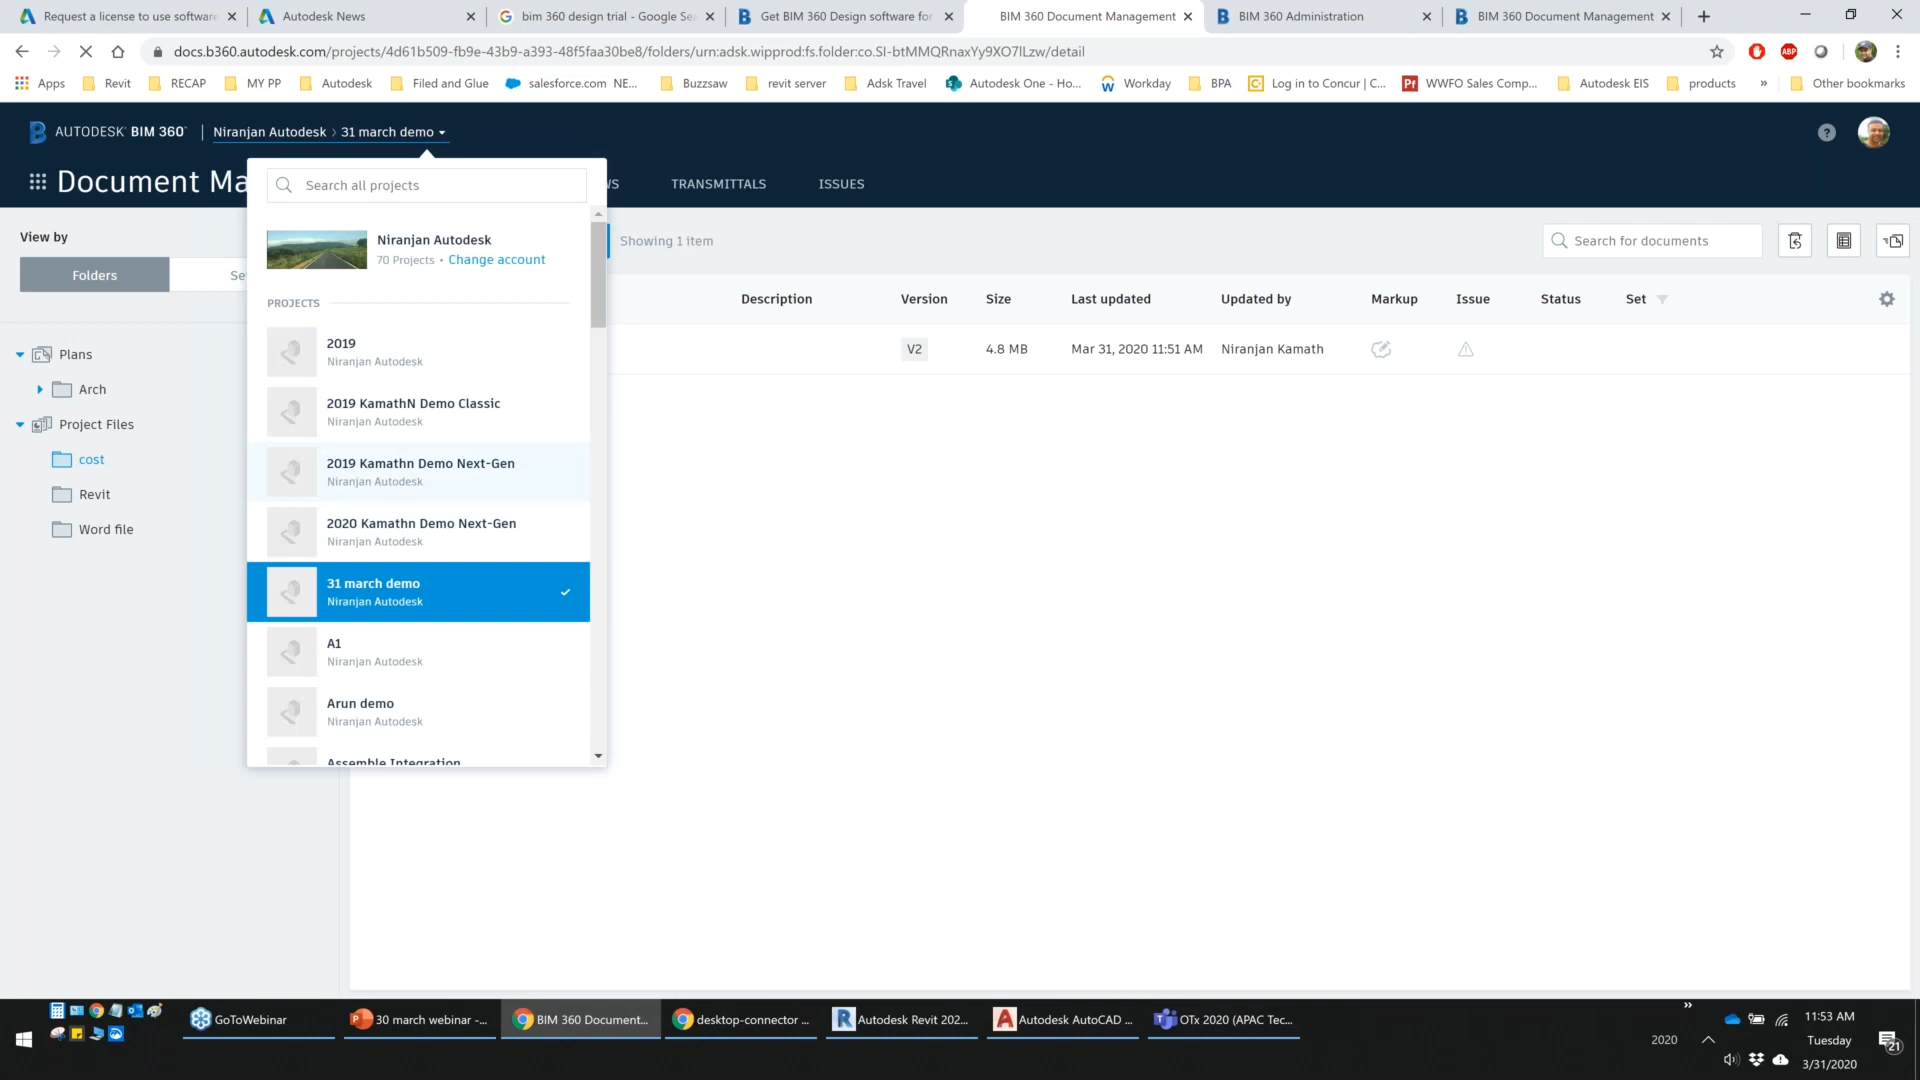 Request a license to use software
Autodesk News
bim 360 design trial - Google Se
Get BIM 360 Design software for
BIM 360 Document Management
BIM 360 Administration
BIM 360 Document Management
docs.b360.autodesk.com/projects/4d61b509-fb9e-43b9-a393-48f5faa30be8/folders/urn:adsk.wipprod:fs.folder:co.SI-btMMQRnaxYy9XO7lLzw/detail
ABP
Apps
Revit
RECAP
MY PP
Autodesk
Filed and Glue
salesforce.com NE...
Buzzsaw
revit server
Adsk Travel
Autodesk One - Ho...
Workday
BPA
Log in to Concur | C...
WWFO Sales Comp...
Autodesk EIS
products
»
Other bookmarks
AUTODESK BIM 360
Niranjan Autodesk › 31 march demo
Document Ma
WS
TRANSMITTALS
ISSUES
View by
Folders
Se
Plans
Arch
Project Files
cost
Revit
Word file
Search all projects
Niranjan Autodesk
70 Projects • Change account
PROJECTS
2019
Niranjan Autodesk
2019 KamathN Demo Classic
Niranjan Autodesk
2019 Kamathn Demo Next-Gen
Niranjan Autodesk
2020 Kamathn Demo Next-Gen
Niranjan Autodesk
31 march demo
Niranjan Autodesk
A1
Niranjan Autodesk
Arun demo
Niranjan Autodesk
Assemble Integration
Showing 1 item
Search for documents
Description
Version
Size
Last updated
Updated by
Markup
Issue
Status
Set
V2
4.8 MB
Mar 31, 2020 11:51 AM
Niranjan Kamath
GoToWebinar
30 march webinar -...
BIM 360 Document...
desktop-connector ...
Autodesk Revit 202...
Autodesk AutoCAD ...
OTx 2020 (APAC Tec...
»
2020
11:53 AM
Tuesday
3/31/2020
21